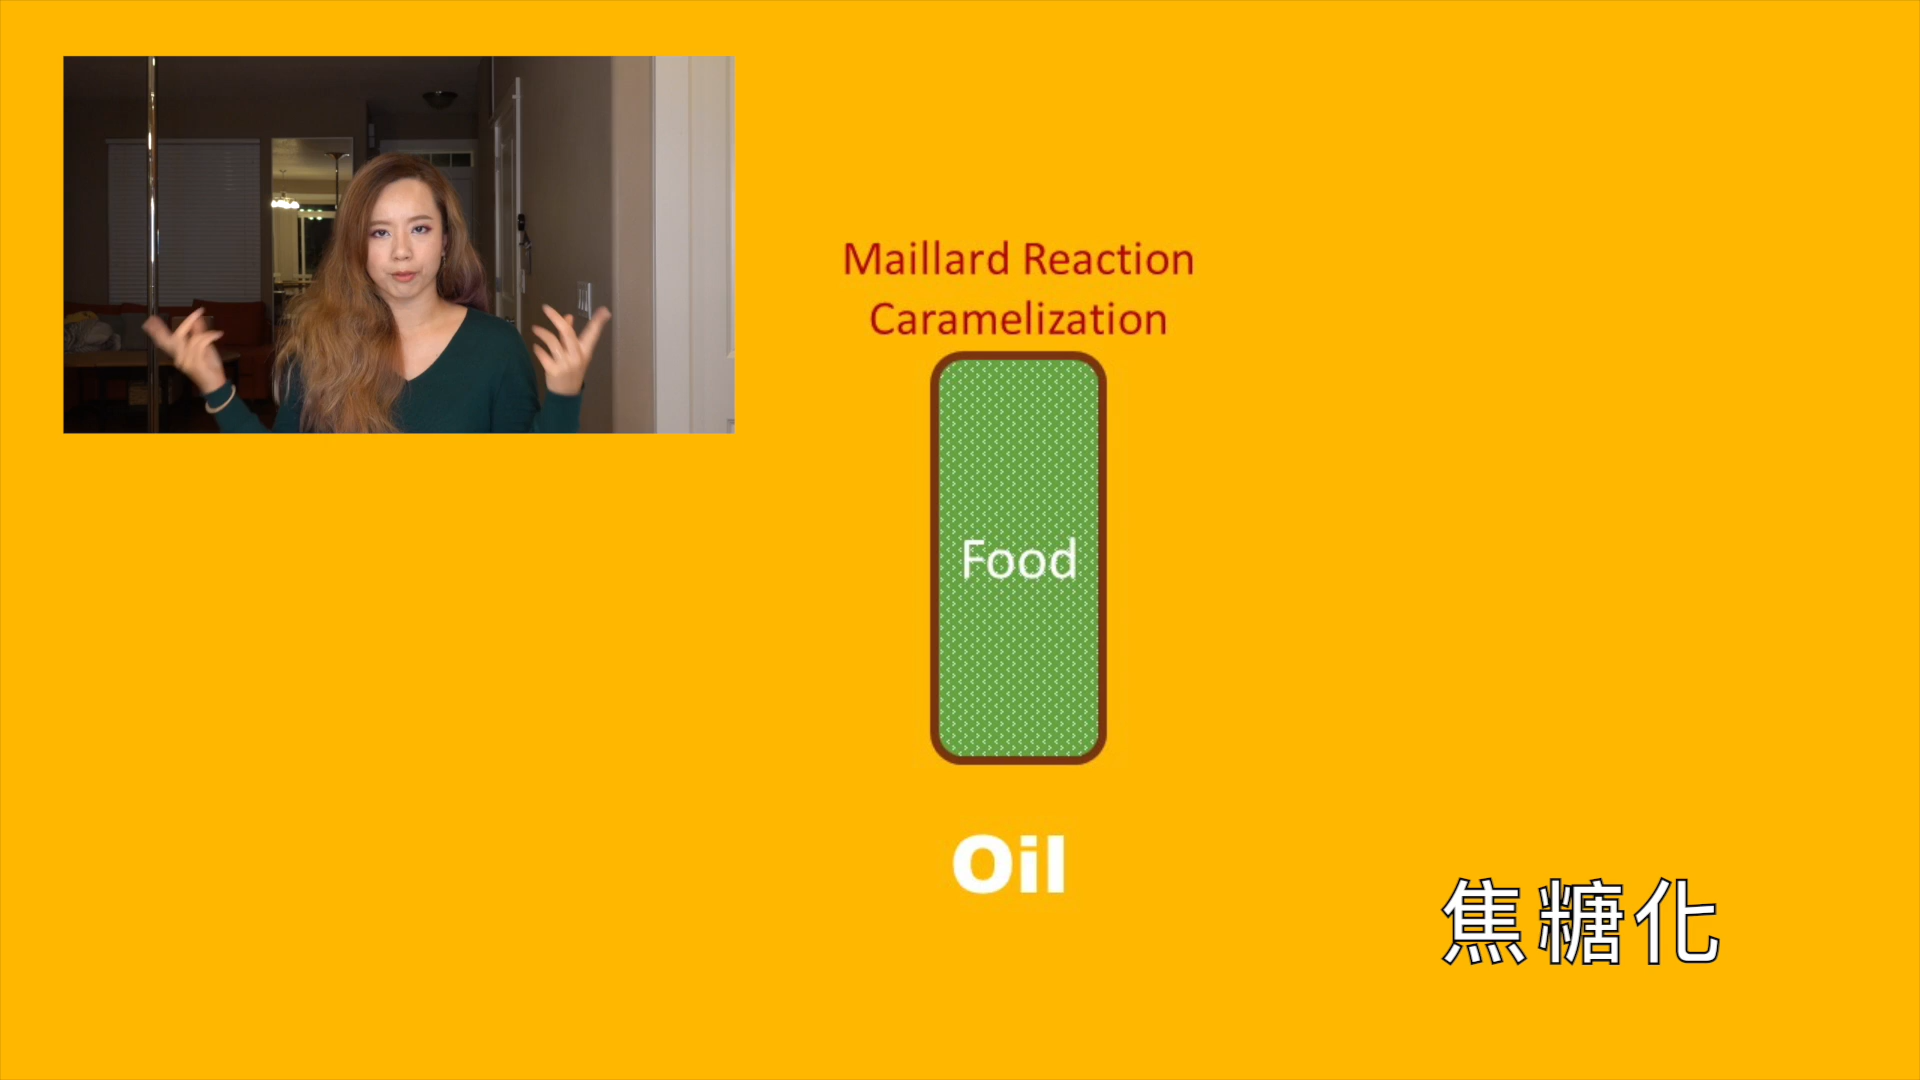 Maillard Reaction
Caramelization
Food
Oil
焦糖化